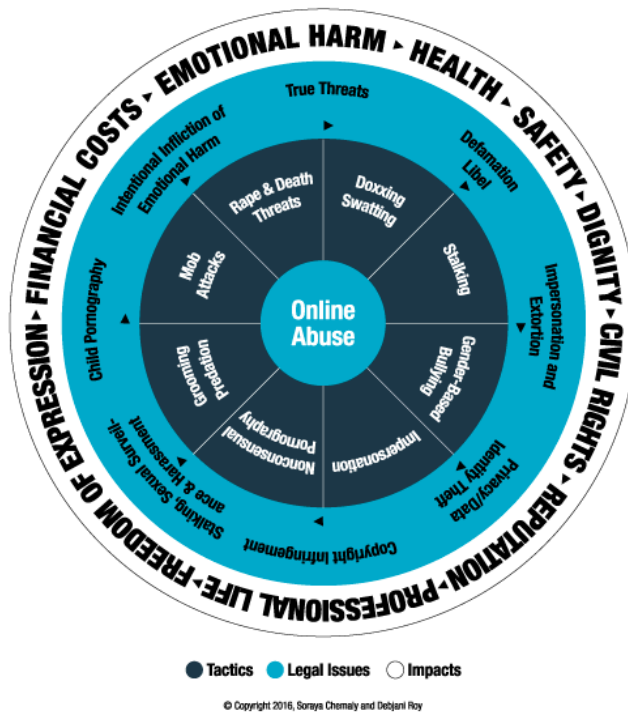 EMOTIONAL HARM ▸ HEALTH ▸ SAFETY ▸ DIGNITY ▸ CIVIL RIGHTS ▸ REPUTATION ▸ PROFESSIONAL LIFE ▸ FREEDOM OF EXPRESSION ▸ FINANCIAL COSTS ▸
True Threats
Defamation
Libel
Impersonation and
Extortion
Privacy/Data
Identity Theft
Copyright Infringement
Stalking, Sexual Surveil-
ance & Harassment
Child Pornography
Intentional Infliction of
Emotional Harm
Doxxing
Swatting
Stalking
Gender-Based
Bullying
Impersonation
Nonconsensual
Pornography
Grooming
Predation
Mob
Attacks
Rape & Death
Threats
Online
Abuse
Tactics
Legal Issues
Impacts
© Copyright 2016, Soraya Chemaly and Debjani Roy